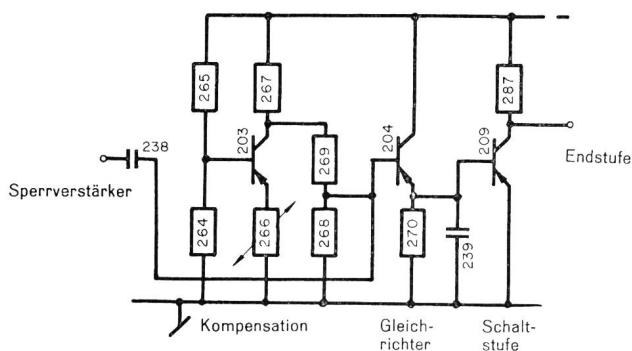 265
267
204
209
287
238
203
269
Endstufe
Sperrverstärker
264
266
268
270
239
Kompensation
Gleich-
richter
Schalt-
stufe